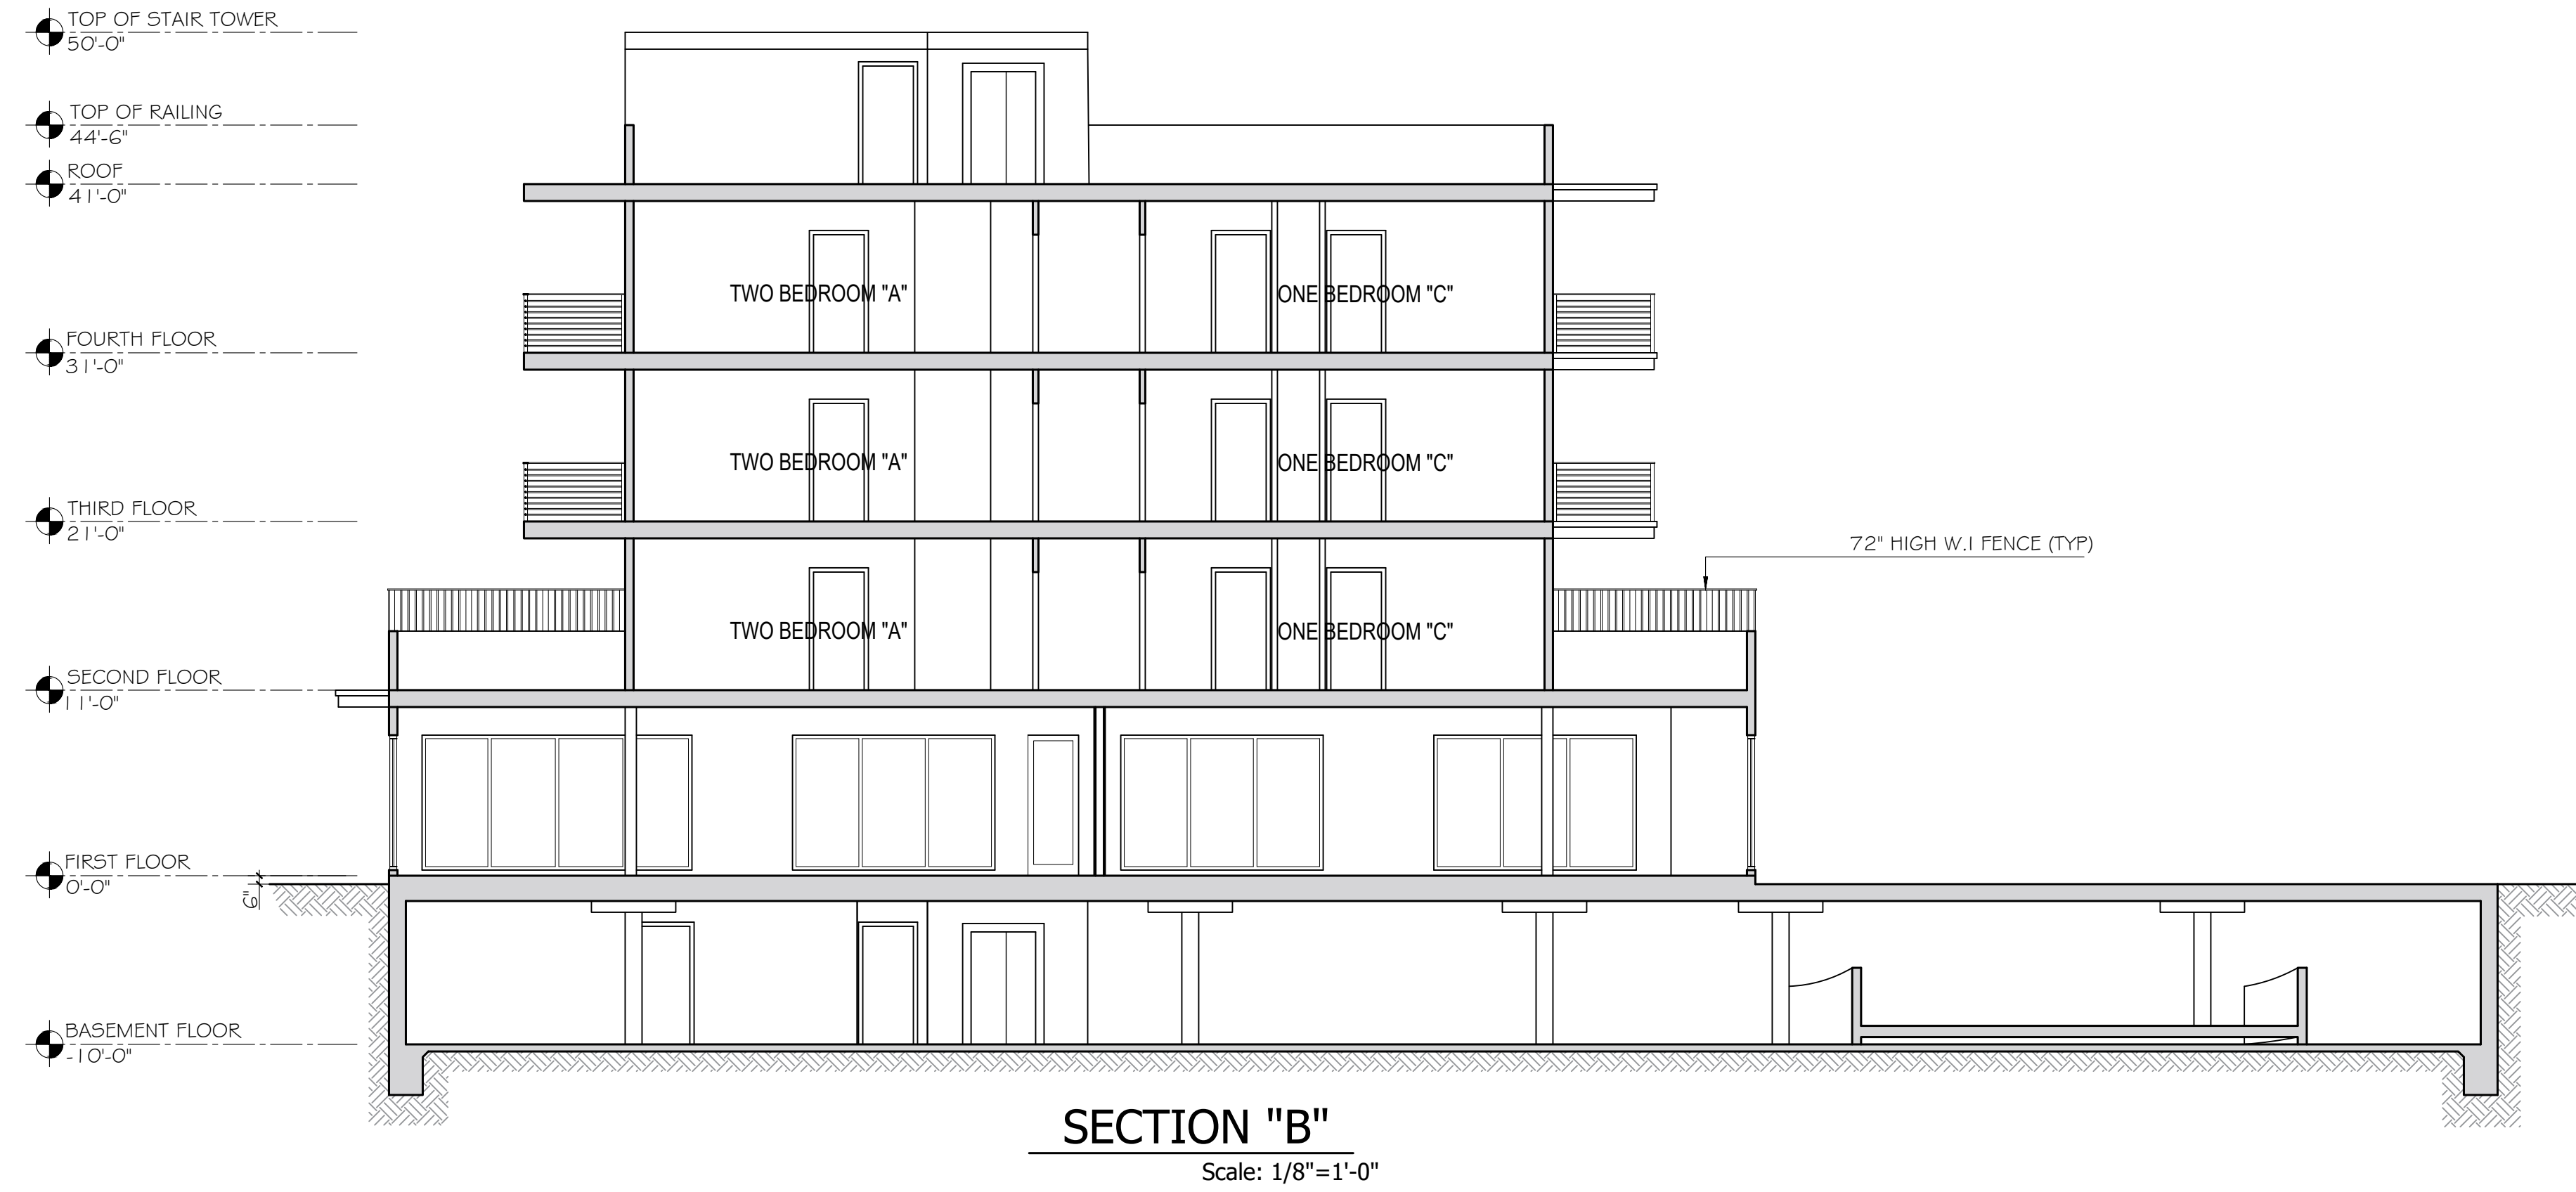 TOP OF STAIR TOWER
50'-0"
TOP OF RAILING
44'-6"
ROOF
41'-0"
TWO BEDROOM "A"
ONE BEDROOM "C"
FOURTH FLOOR
31'-0"
TWO BEDROOM "A"
ONE BEDROOM "C"
THIRD FLOOR
21'-0"
72" HIGH W.I FENCE (TYP)
TWO BEDROOM "A"
ONE BEDROOM "C"
SECOND FLOOR
11'-0"
FIRST FLOOR
0'-0"
6"
BASEMENT FLOOR
-10'-0"
SECTION "B"
Scale: 1/8"=1'-0"